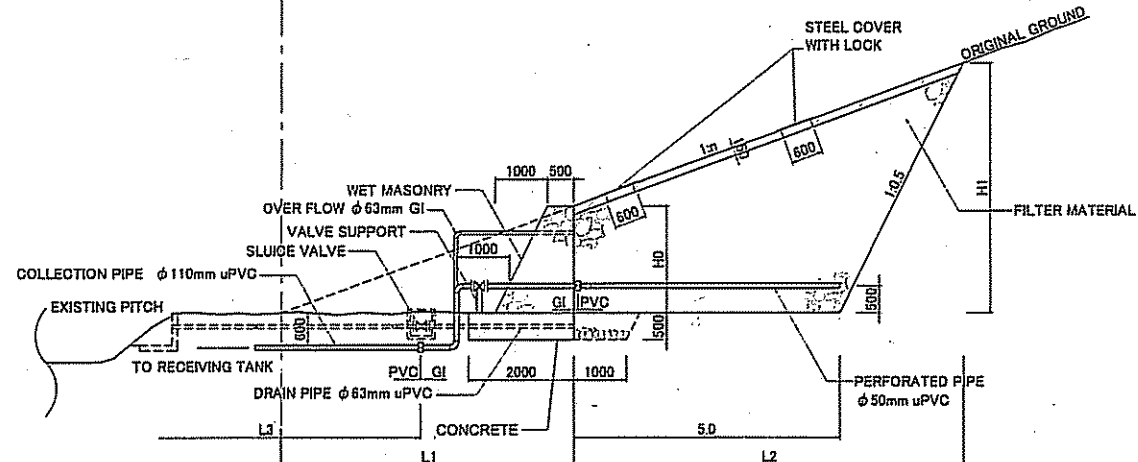 STEEL COVER
WITH LOCK
ORIGINAL GROUND
600
150
1:n
1000
500
WET MASONRY
OVER FLOW ϕ63mm GI
VALVE SUPPORT
SLUICE VALVE
1000
600
1:0.5
H1
FILTER MATERIAL
COLLECTION PIPE ϕ110mm uPVC
H0
EXISTING PITCH
GI PVC
500
600
500
TO RECEIVING TANK
PVC GI
2000
1000
PERFORATED PIPE
ϕ50mm uPVC
DRAIN PIPE ϕ63mm uPVC
L3
CONCRETE
5.0
L1
L2